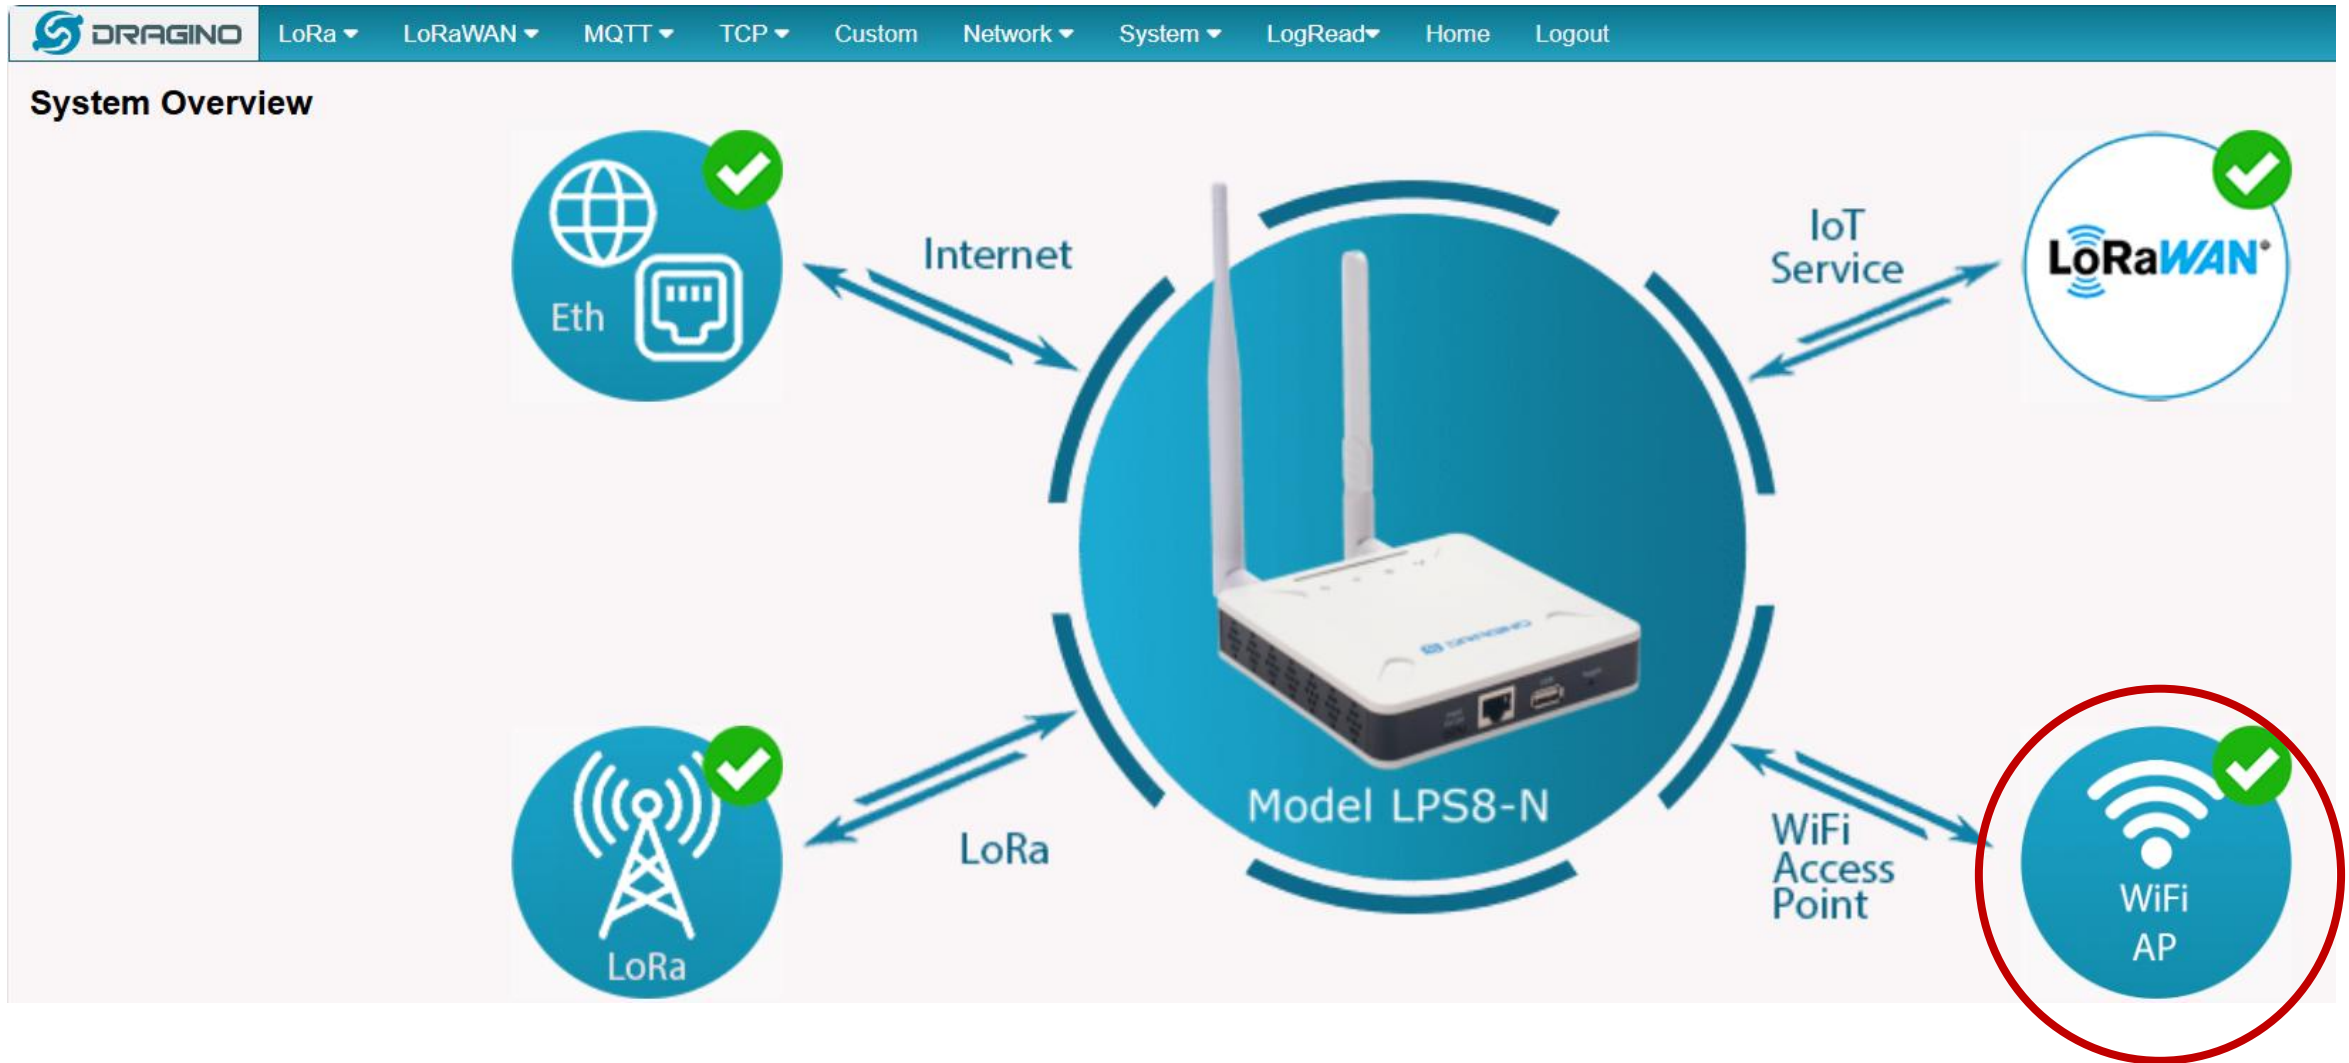 DRAGINO LoRa LoRaWAN MQTT TCP Custom Network System LogRead Home Logout
System Overview
Eth
Internet
IoT
Service
LoRaWAN
DRAGINO
Model LPS8-N
LoRa
LoRa
WiFi
Access
Point
WiFi
AP